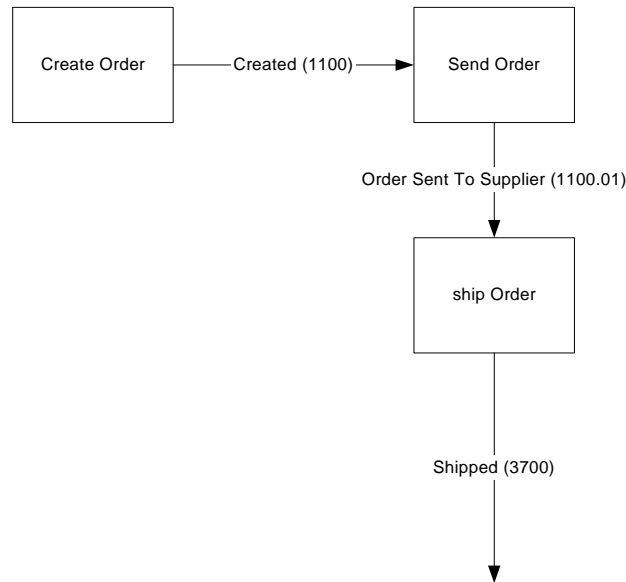 Create Order
Created (1100)
Send Order
Order Sent To Supplier (1100.01)
ship Order
Shipped (3700)